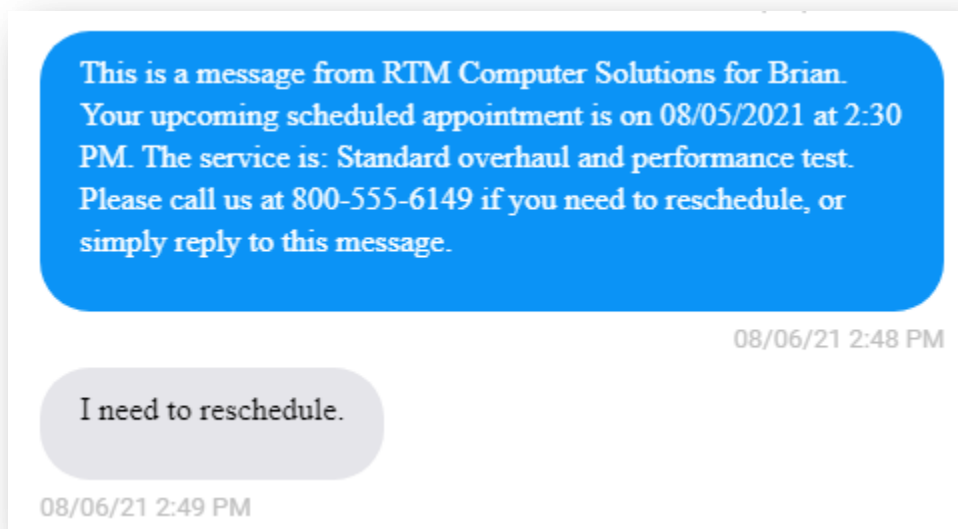 This is a message from RTM Computer Solutions for Brian.
Your upcoming scheduled appointment is on 08/05/2021 at 2:30
PM. The service is: Standard overhaul and performance test.
Please call us at 800-555-6149 if you need to reschedule, or
simply reply to this message.
08/06/21 2:48 PM
I need to reschedule.
08/06/21 2:49 PM